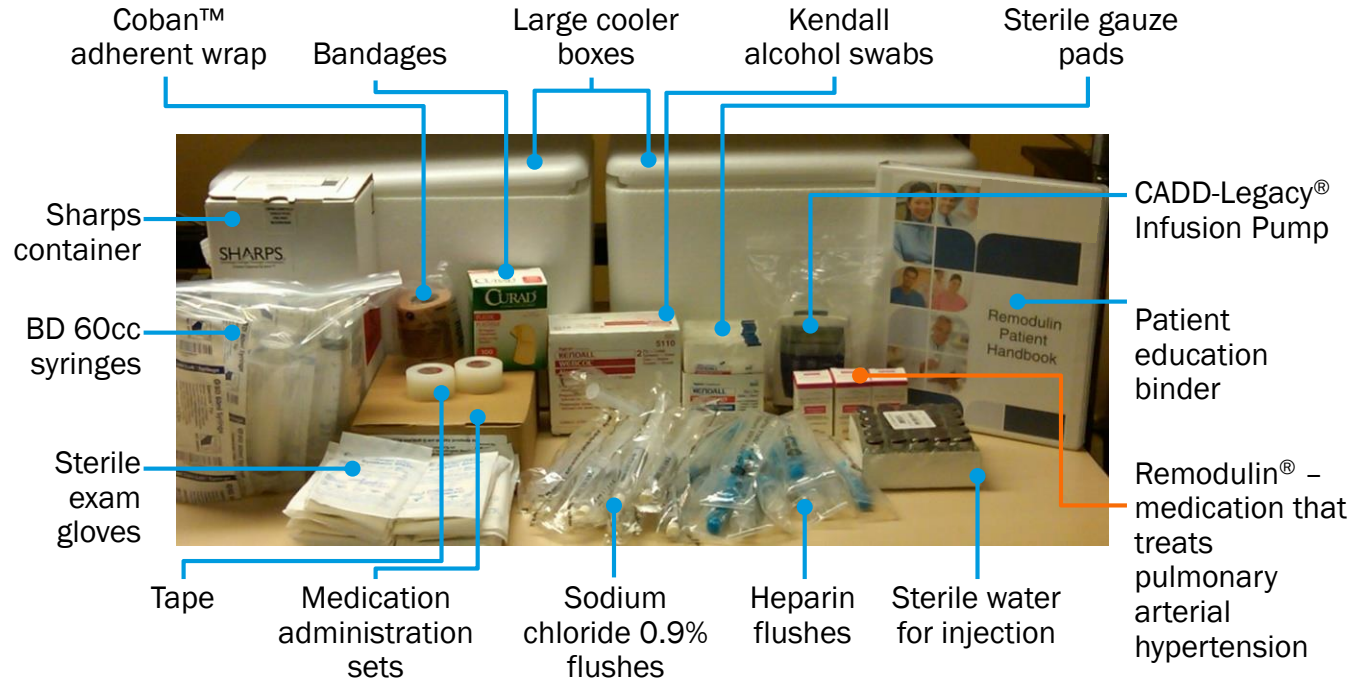 Coban™
adherent wrap
Bandages
Large cooler
boxes
Kendall
alcohol swabs
Sterile gauze
pads
Sharps
container
BD 60cc
syringes
Sterile
exam
gloves
CADD-Legacy®
Infusion Pump
Patient
education
binder
Remodulin® –
medication that
treats
pulmonary
arterial
hypertension
SHARPS
CURAD
100
5110
KENDALL
WEBCOL
KENDALL
Remodulin
Patient
Handbook
Tape
Medication
administration
sets
Sodium
chloride 0.9%
flushes
Heparin
flushes
Sterile water
for injection